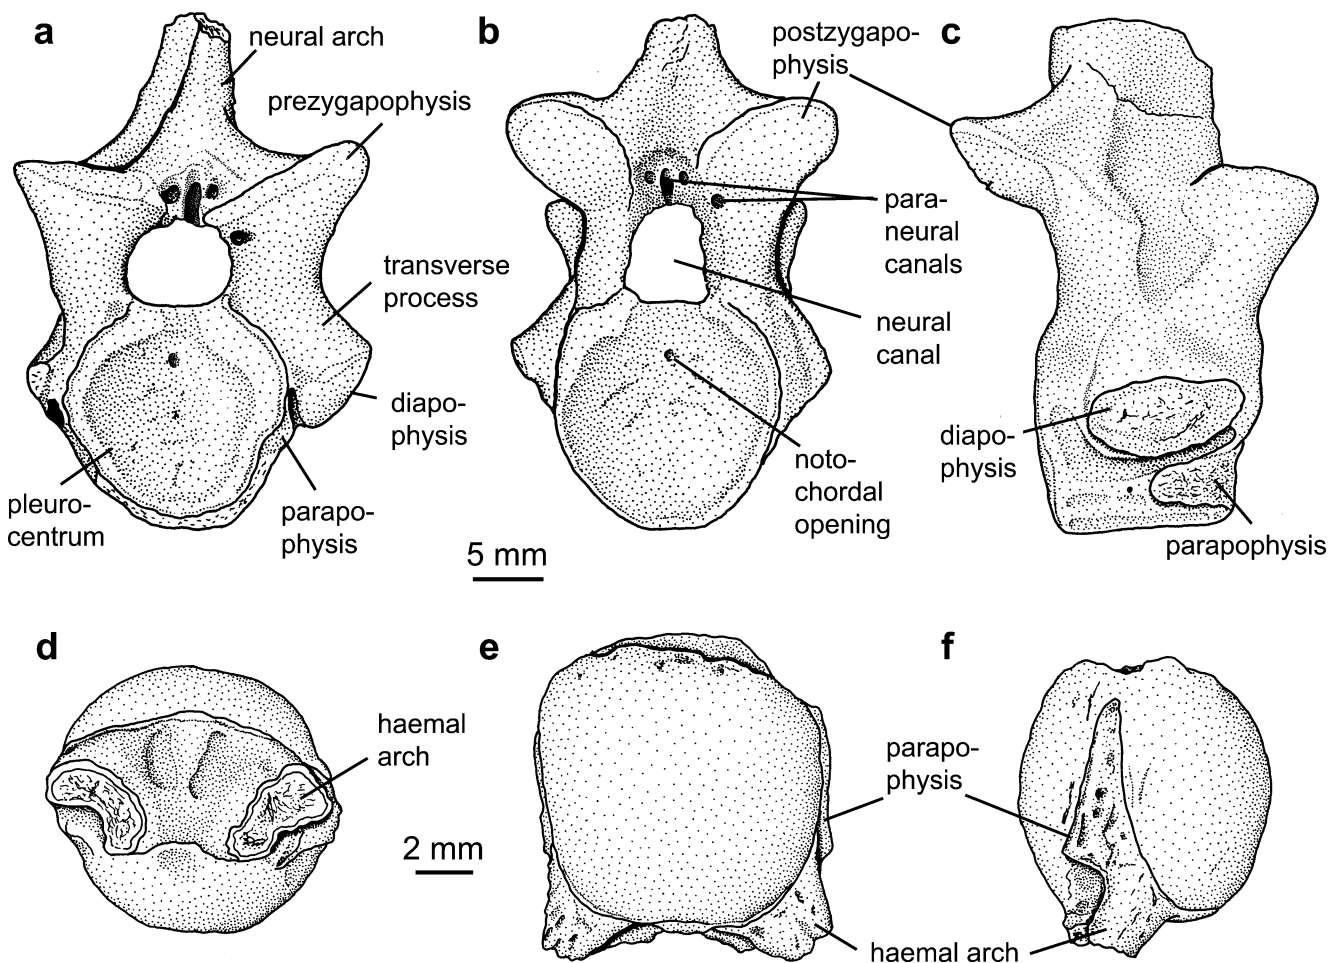 a
neural arch
prezygapophysis
b
postzygapo-
physis
c
para-
neural
canals
transverse
process
neural
canal
diapo-
physis
noto-
chordal
opening
pleuro-
centrum
parapo-
physis
diapo-
physis
parapophysis
5 mm
d
haemal
arch
2 mm
e
f
parapo-
physis
haemal arch